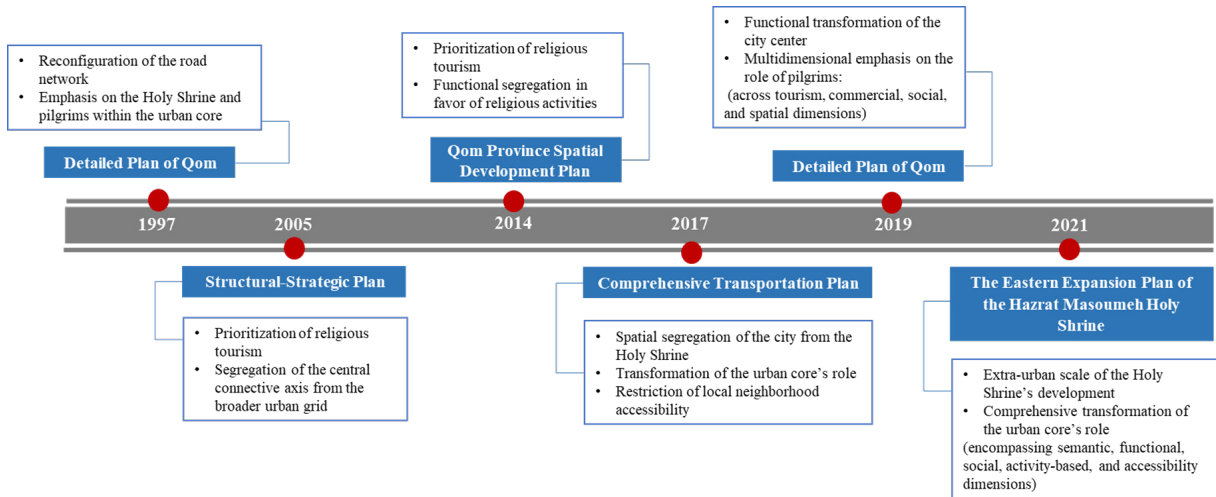 • Reconfiguration of the road
network
• Emphasis on the Holy Shrine and
pilgrims within the urban core
Detailed Plan of Qom
• Prioritization of religious
tourism
• Functional segregation in
favor of religious activities
Qom Province Spatial
Development Plan
• Functional transformation of the
city center
• Multidimensional emphasis on the
role of pilgrims:
(across tourism, commercial, social,
and spatial dimensions)
Detailed Plan of Qom
1997
2005
2014
2017
2019
2021
Structural-Strategic Plan
• Prioritization of religious
tourism
• Segregation of the central
connective axis from the
broader urban grid
Comprehensive Transportation Plan
• Spatial segregation of the city from the
Holy Shrine
• Transformation of the urban core's role
• Restriction of local neighborhood
accessibility
The Eastern Expansion Plan of
the Hazrat Masoumeh Holy
Shrine
• Extra-urban scale of the Holy
Shrine's development
• Comprehensive transformation of
the urban core's role
(encompassing semantic, functional,
social, activity-based, and accessibility
dimensions)